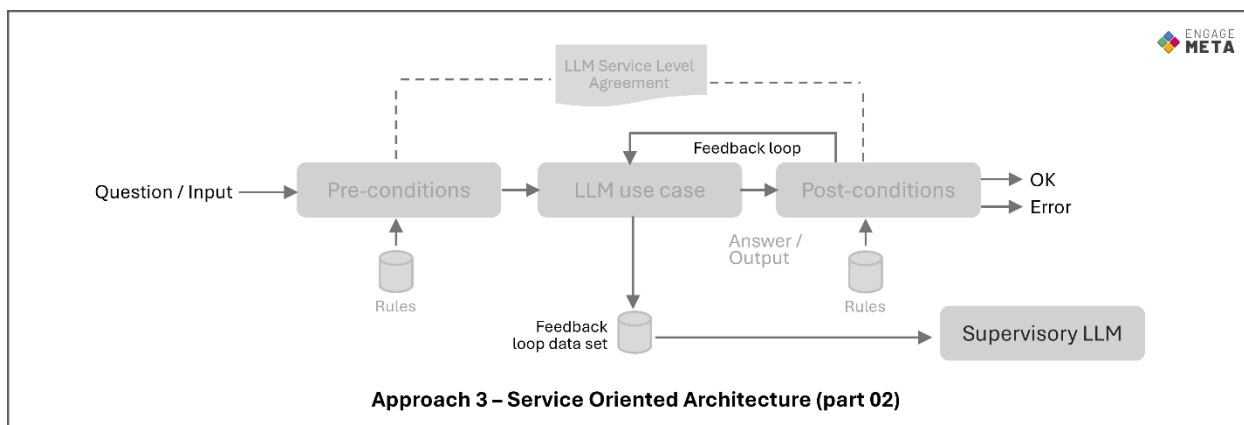 ENGAGE
META
LLM Service Level
Agreement
Feedback loop
Question / Input
Pre-conditions
LLM use case
Post-conditions
OK
Error
Answer /
Output
Rules
Rules
Feedback
loop data set
Supervisory LLM
Approach 3 – Service Oriented Architecture (part 02)